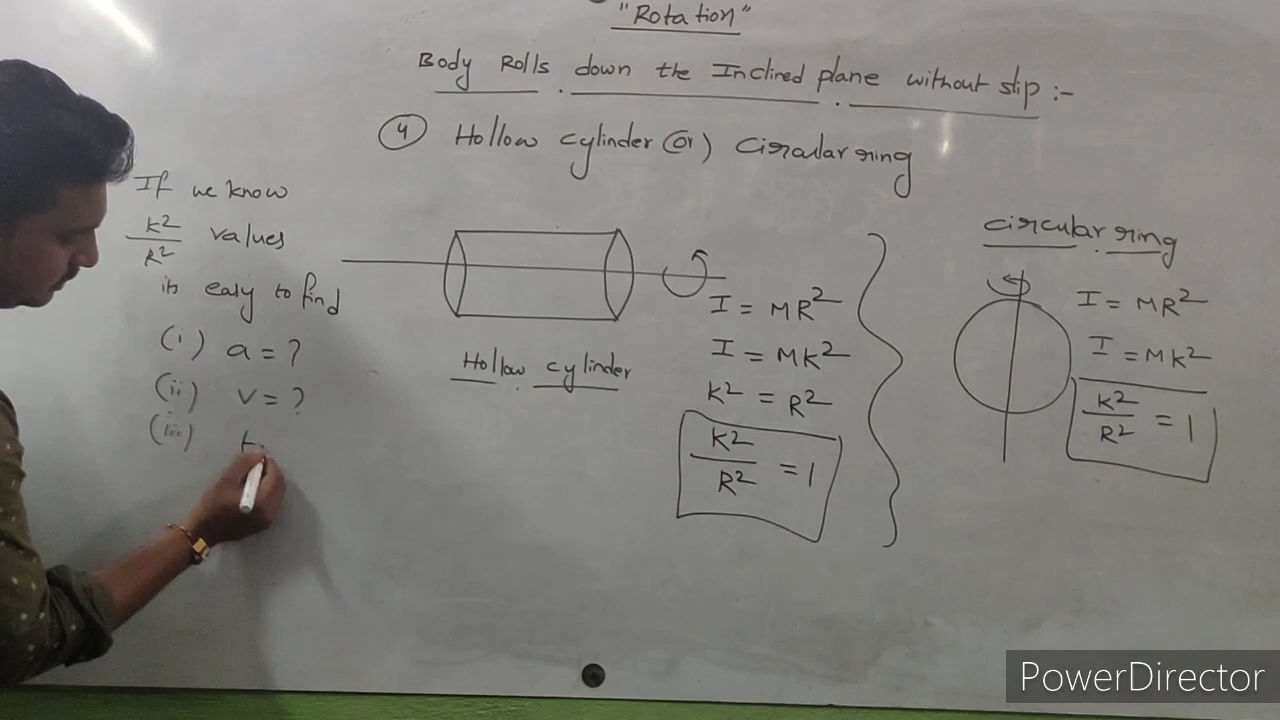 "Rotation"
Body Rolls down the Inclined plane without slip :-
④ Hollow cylinder (or) circular ring
If we know
K²/R² values
is easy to find
(i) a = ?
(ii) v = ?
(iii) t
Hollow cylinder
I = MR²
I = MK²
K² = R²
K²/R² = 1
circular ring
I = MR²
I = MK²
K²/R² = 1
PowerDirector